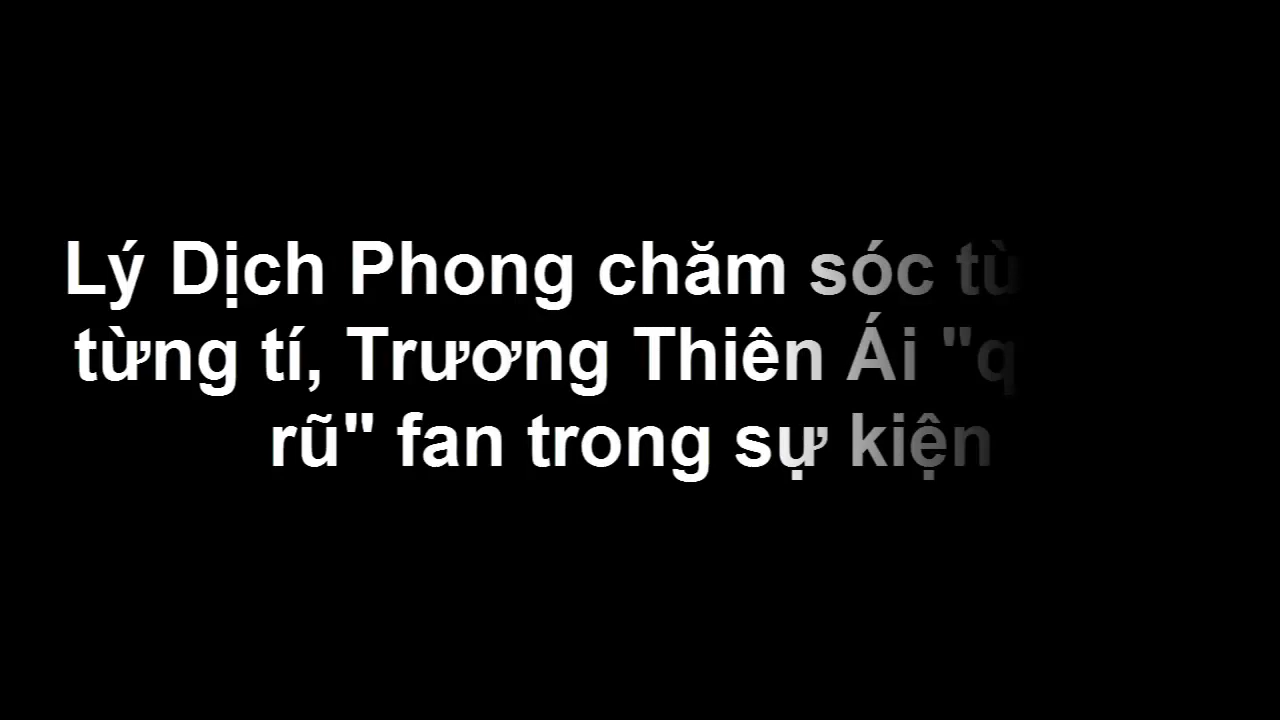 Lý Dịch Phong chăm sóc
từng tí, Trương Thiên Ái
rũ" fan trong sự kiện